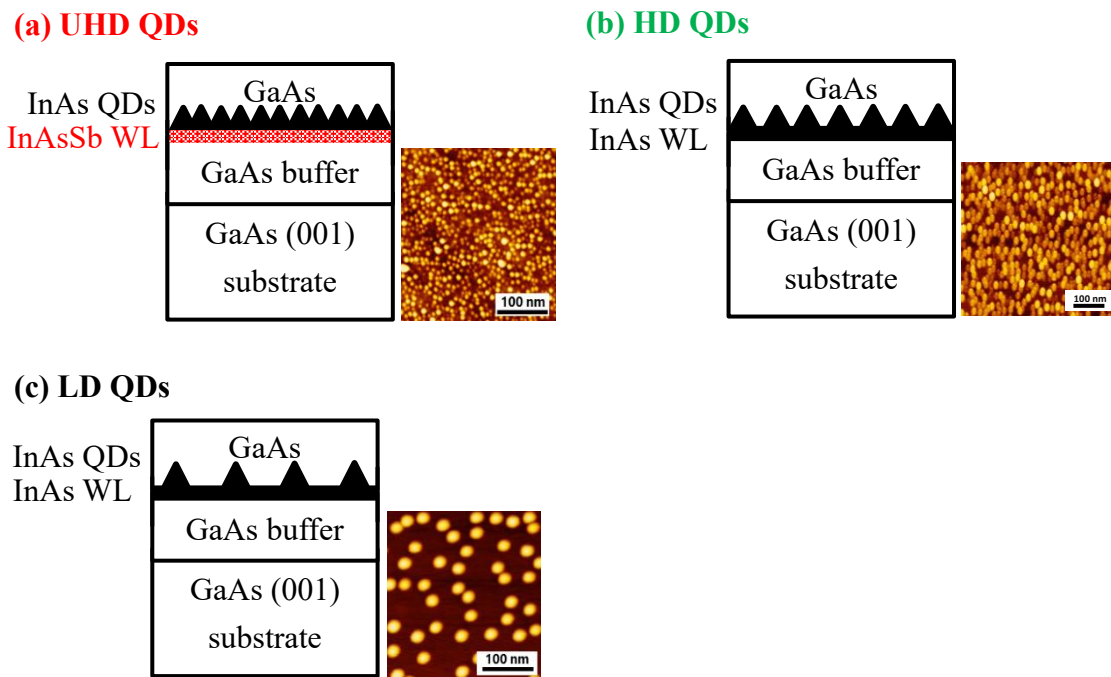 (a) UHD QDs
GaAs
InAs QDs
InAsSb WL
GaAs buffer
GaAs (001)
substrate
100 nm
(b) HD QDs
GaAs
InAs QDs
InAs WL
GaAs buffer
GaAs (001)
substrate
100 nm
(c) LD QDs
GaAs
InAs QDs
InAs WL
GaAs buffer
GaAs (001)
substrate
100 nm